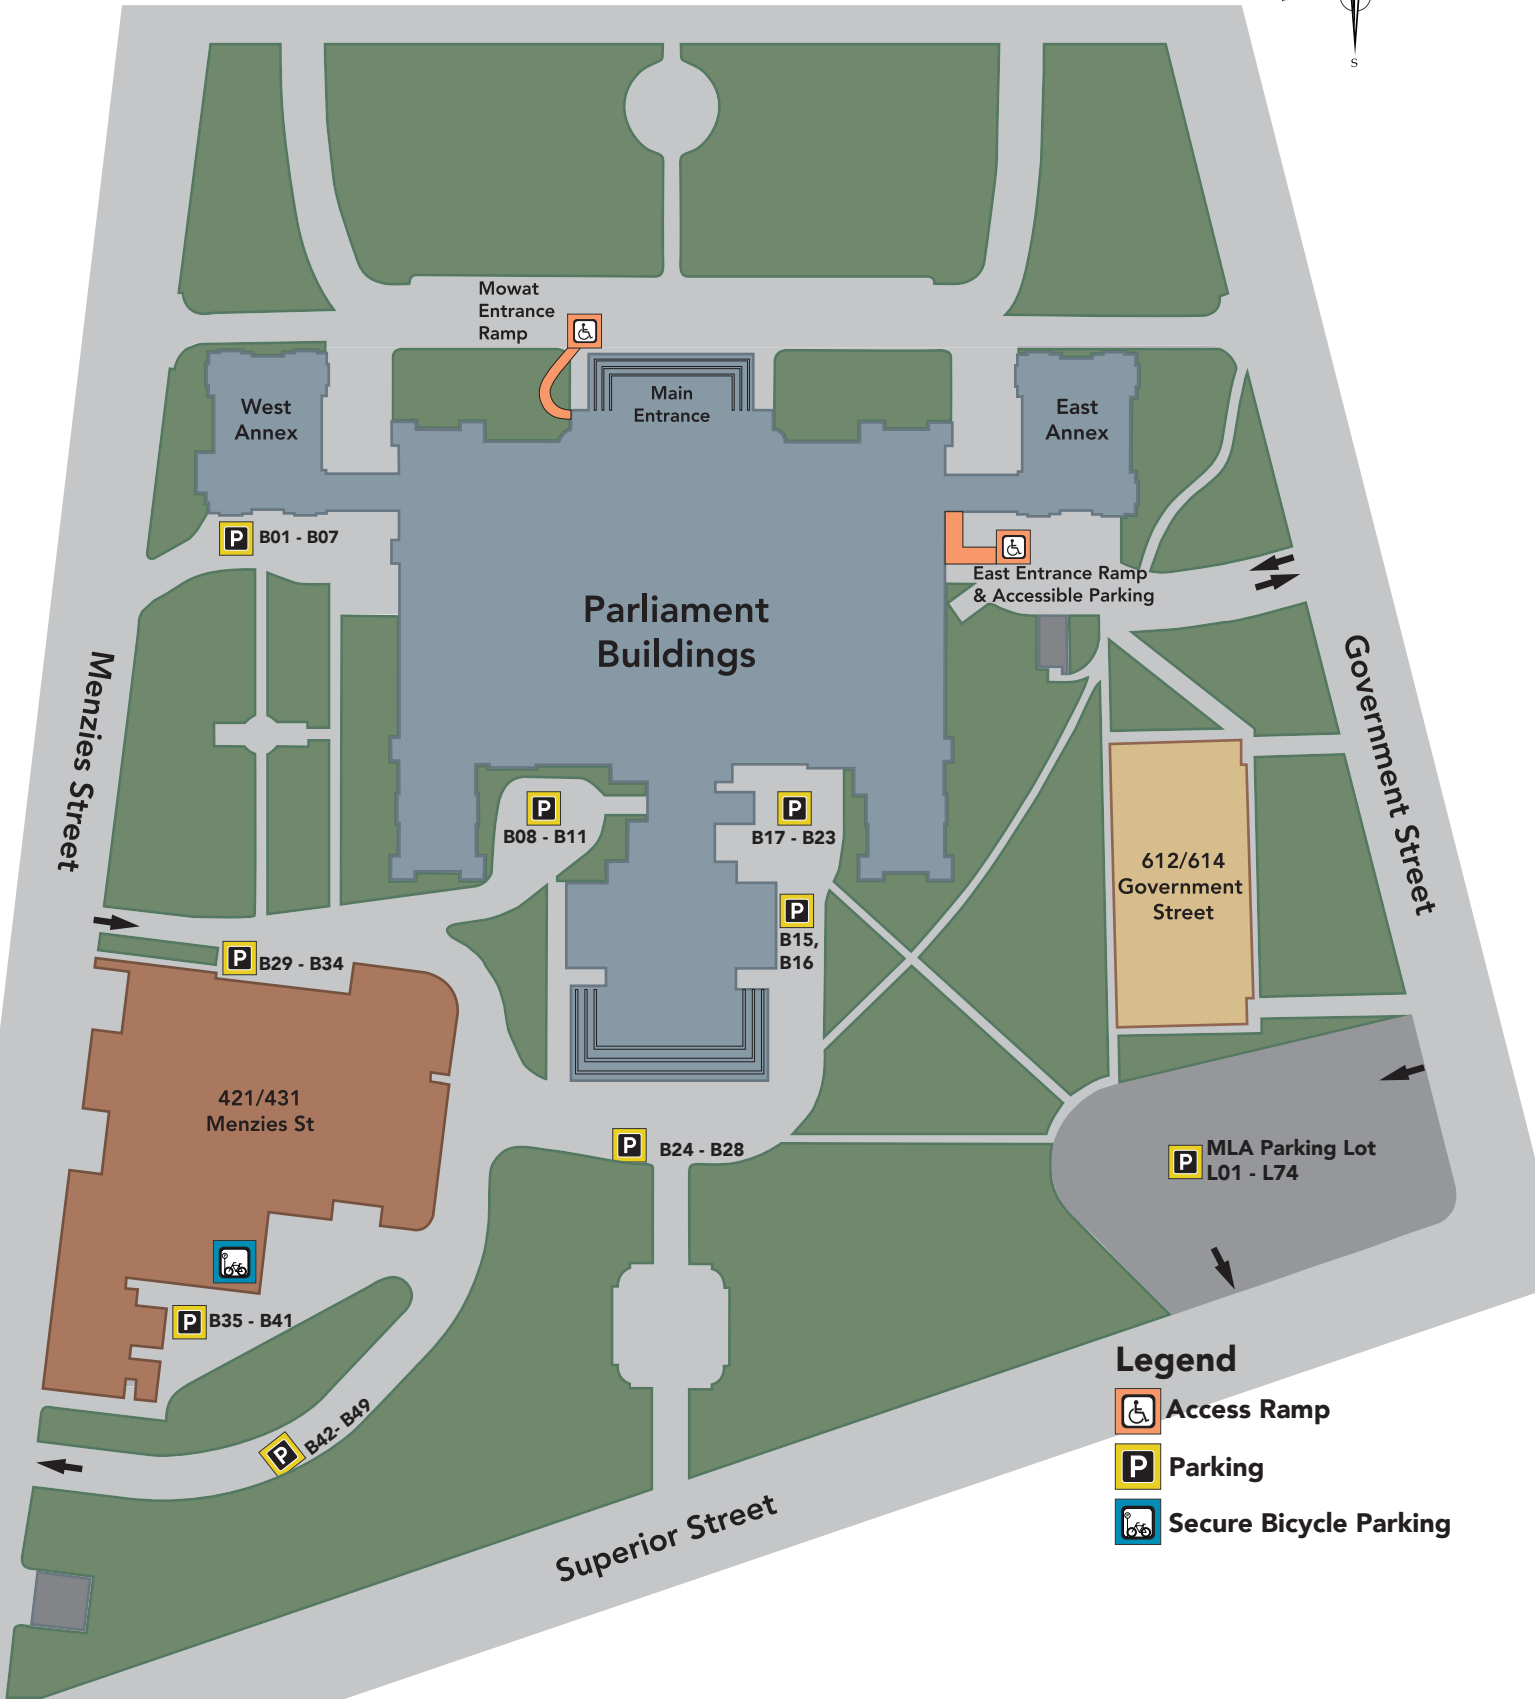 S
Mowat
Entrance
Ramp
Main
Entrance
West
Annex
East
Annex
P B01 - B07
East Entrance Ramp
& Accessible Parking
Parliament
Buildings
Menzies Street
Government Street
P
B08 - B11
P
B17 - B23
612/614
Government
Street
P
B15,
B16
P B29 - B34
421/431
Menzies St
P B24 - B28
P MLA Parking Lot
L01 - L74
P B35 - B41
P B42- B49
Superior Street
Legend
Access Ramp
P Parking
Secure Bicycle Parking